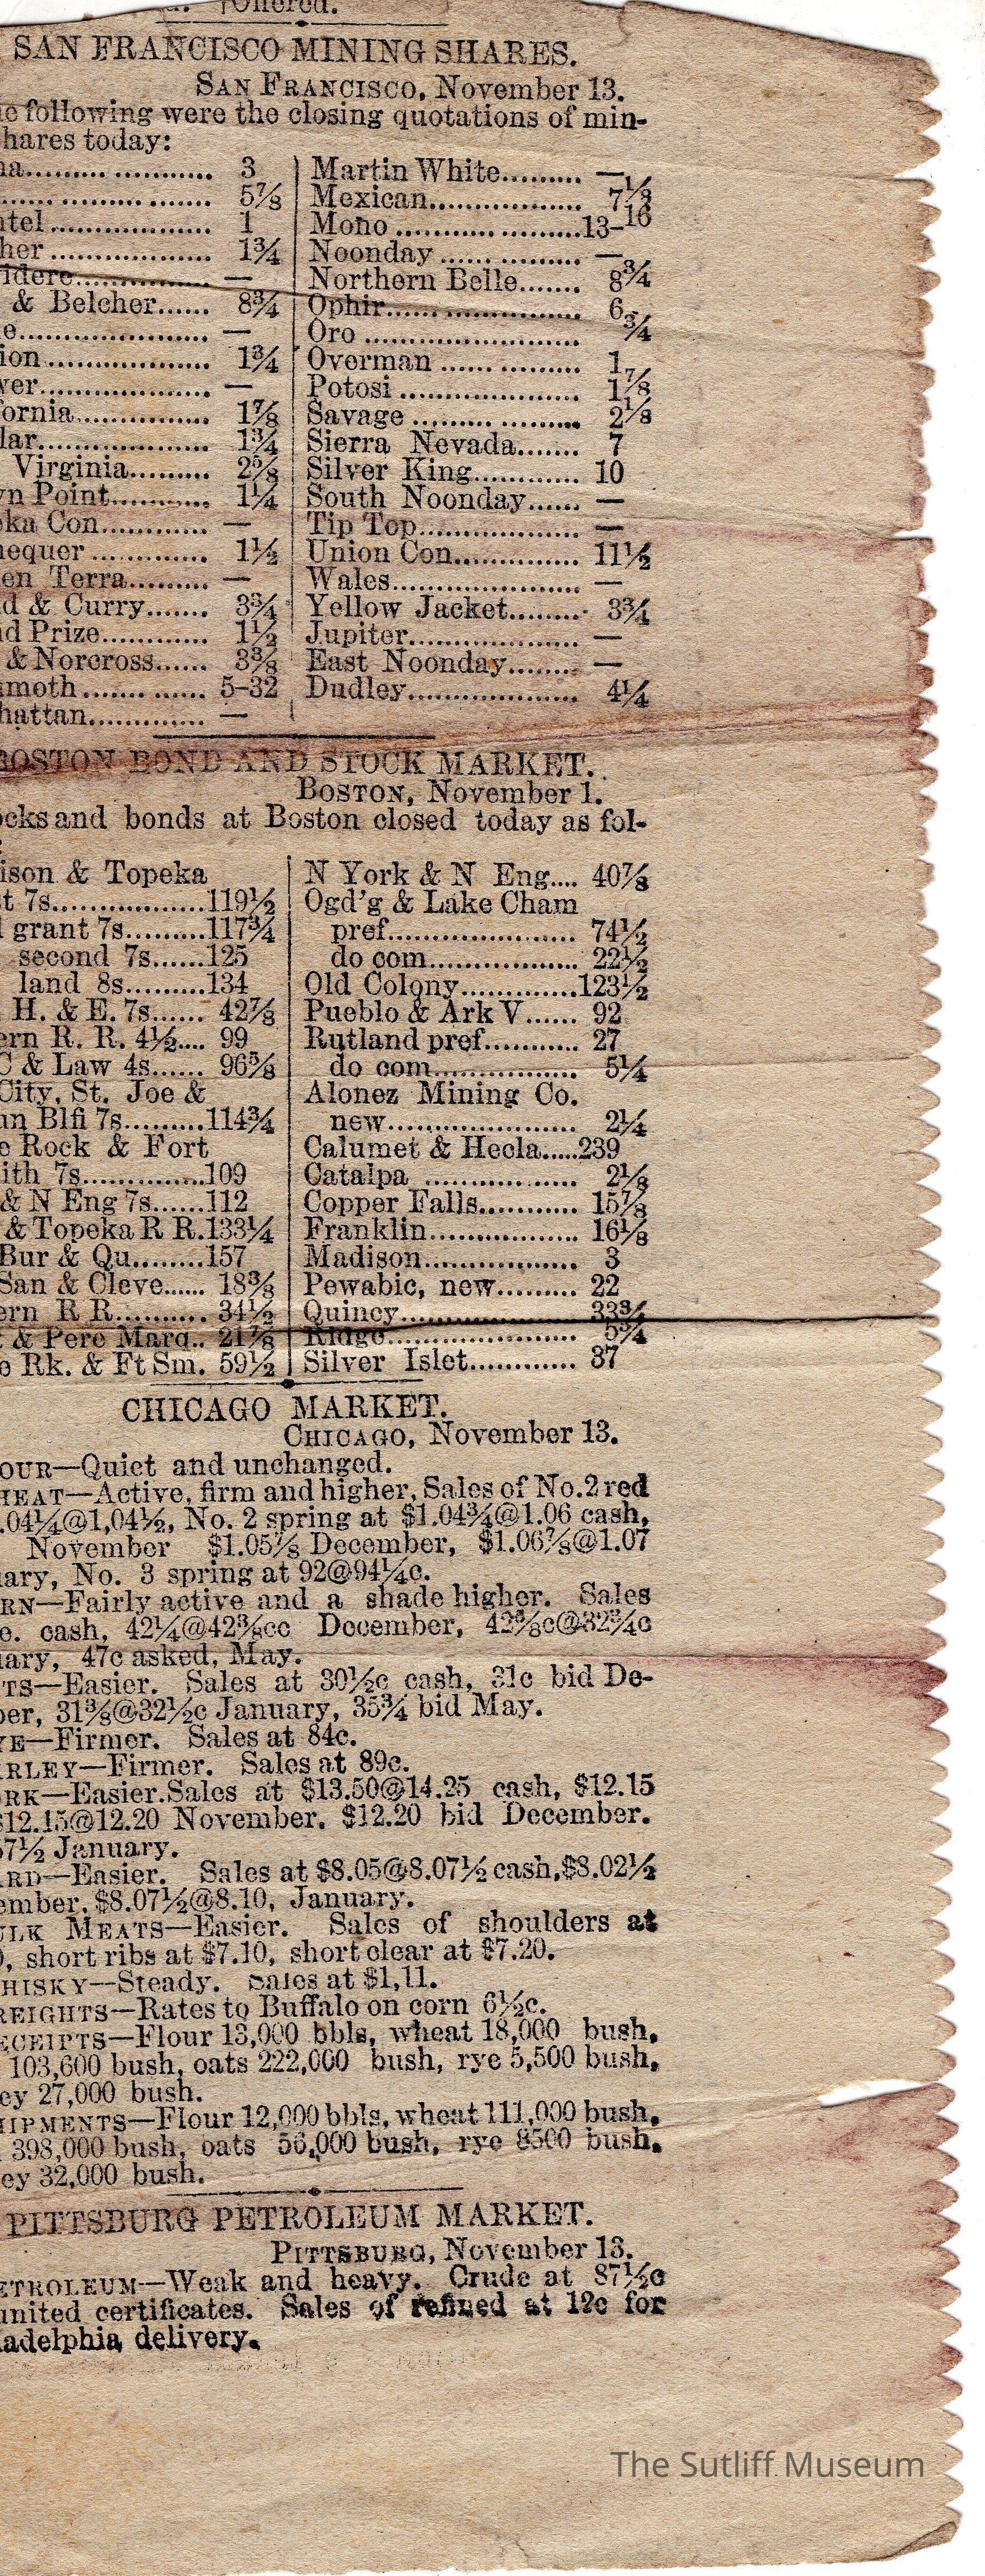 Offered.
SAN FRANCISCO MINING SHARES.
SAN FRANCISCO, November 13.
e following were the closing quotations of min-
hares today:
a......... ........... 3
......... ......... ....... 5⅞
tel................. 1
her ................. 1¾
idere............... —
& Belcher...... 8¾
e..................... —
ion................. 1¾
er................... —
fornia............. 1⅞
lar.................. 1¾
Virginia......... 2⅝
n Point........... 1¼
ka Con............ —
equer ............ 1½
en Terra......... —
d & Curry....... 3¾
d Prize............ 1½
& Norcross...... 3⅜
moth............. 5-32
hattan............ —
Martin White......... —
Mexican................. 7⅛
Mono ....................13-16
Noonday ............... —
Northern Belle....... 8¾
Ophir..................... 6
Oro ........................ ¾
Overman ............... 1
Potosi .................... 1⅞
Savage ................... 2⅛
Sierra Nevada....... 7
Silver King............ 10
South Noonday...... —
Tip Top................. —
Union Con............. 11½
Wales..................... —
Yellow Jacket........ 3¾
Jupiter................... —
East Noonday........ —
Dudley................... 4¼
BOSTON BOND AND STOCK MARKET.
BOSTON, November 1.
ocks and bonds at Boston closed today as fol-
:
ison & Topeka
t 7s..................119½
grant 7s..........117¾
second 7s.......125
land 8s..........134
H. & E. 7s...... 42⅞
ern R. R. 4½.... 99
C & Law 4s...... 96⅝
City, St. Joe &
un Blfi 7s..........114¾
e Rock & Fort
ith 7s...............109
& N Eng 7s.......112
& Topeka R R.133¼
Bur & Qu.........157
San & Cleve...... 18⅜
ern R R.......... 34½
& Pere Marq.. 21⅞
e Rk. & Ft Sm. 59½
N York & N Eng.... 40⅞
Ogd'g & Lake Cham
pref..................... 74½
do com................. 22½
Old Colony.............123½
Pueblo & Ark V...... 92
Rutland pref........... 27
do com................ 5¼
Alonez Mining Co.
new..................... 2¼
Calumet & Hecla.....239
Catalpa ................. 2⅛
Copper Falls........... 15⅞
Franklin................. 16⅛
Madison................. 3
Pewabic, new.......... 22
Quincy.................... 33¾
Ridge..................... 5¾
Silver Islet............ 37
CHICAGO MARKET.
CHICAGO, November 13.
OUR—Quiet and unchanged.
HEAT—Active, firm and higher, Sales of No. 2 red
.04¼@1,04½, No. 2 spring at $1.04¾@1.06 cash,
November $1.05⅞ December, $1.06⅞@1.07
uary, No. 3 spring at 92@94¼c.
RN—Fairly active and a shade higher. Sales
c. cash, 42¼@42⅜cc December, 42⅝c@32¾c
uary, 47c asked, May.
TS—Easier. Sales at 30½c cash, 31c bid De-
ber, 31⅜@32½c January, 35¾ bid May.
YE—Firmer. Sales at 84c.
RLEY—Firmer. Sales at 89c.
RK—Easier. Sales at $13.50@14.25 cash, $12.15
$12.15@12.20 November, $12.20 bid December.
57½ January.
RD—Easier. Sales at $8.05@8.07½ cash, $8.02½
ember, $8.07½@8.10, January.
ULK MEATS—Easier. Sales of shoulders at
0, short ribs at $7.10, short clear at $7.20.
HISKY—Steady. Sales at $1,11.
REIGHTS—Rates to Buffalo on corn 6½c.
ECEIPTS—Flour 13,000 bbls, wheat 18,000 bush,
103,600 bush, oats 222,000 bush, rye 5,500 bush,
ey 27,000 bush.
HIPMENTS—Flour 12,000 bbls, wheat 111,000 bush,
398,000 bush, oats 56,000 bush, rye 8500 bush,
ey 32,000 bush.
PITTSBURG PETROLEUM MARKET.
PITTSBURG, November 13.
ETROLEUM—Weak and heavy. Crude at 87½c
united certificates. Sales of refined at 12c for
adelphia delivery.
The Sutliff Museum